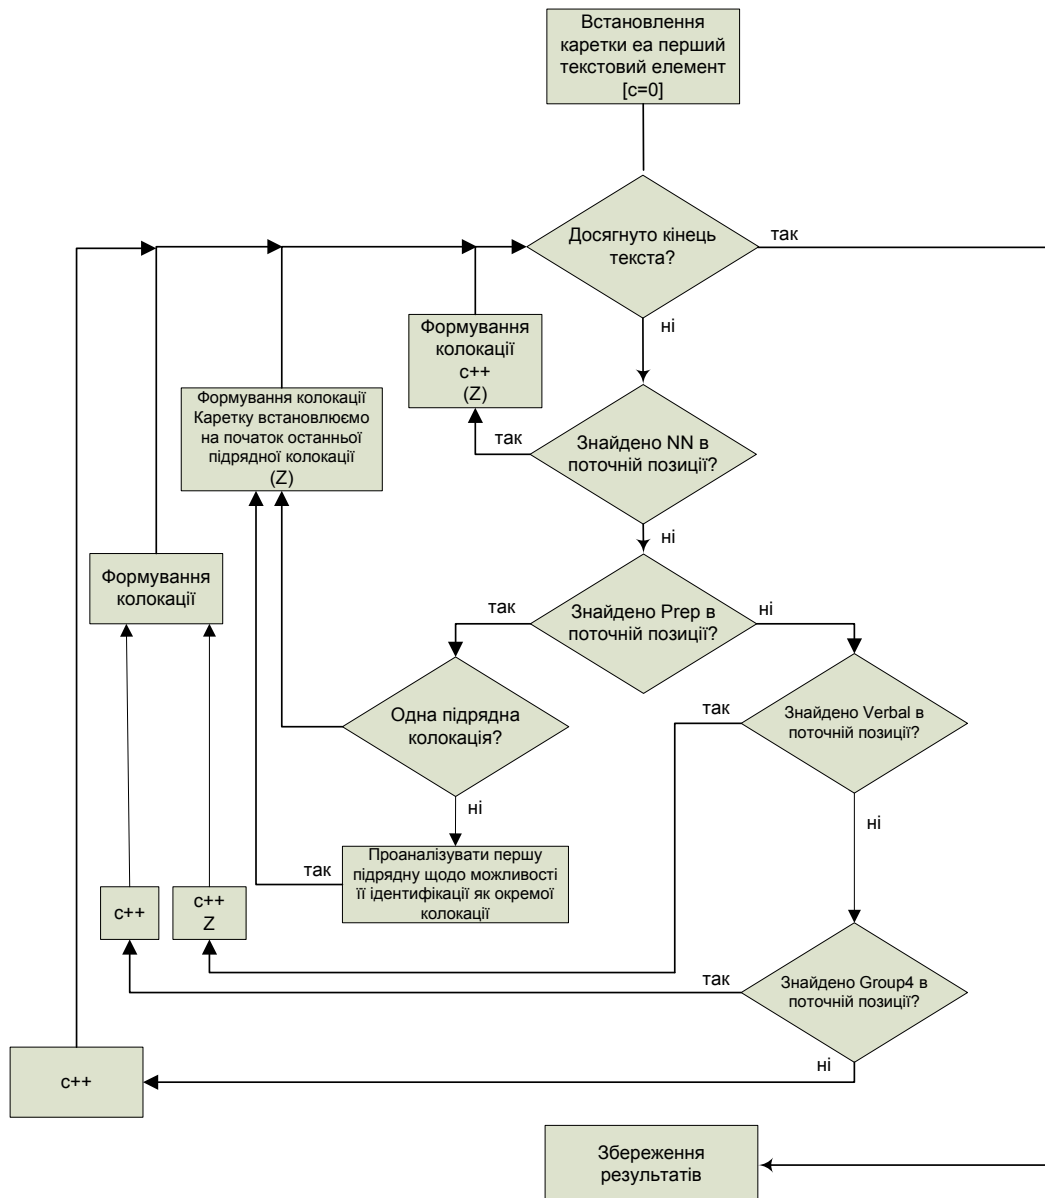 Встановлення
каретки еа перший
текстовий елемент
[c=0]
Досягнуто кінець
текста?
так
ні
Формування
колокації
c++
(Z)
так
Знайдено NN в
поточній позиції?
ні
Формування колокації
Каретку встановлюємо
на початок останньої
підрядної колокації
(Z)
Формування
колокації
так
Знайдено Prep в
поточній позиції?
ні
Одна підрядна
колокація?
ні
так
Знайдено Verbal в
поточній позиції?
ні
так
Проаналізувати першу
підрядну щодо можливості
її ідентифікації як окремої
колокації
c++
c++
Z
так
Знайдено Group4 в
поточній позиції?
ні
c++
Збереження
результатів